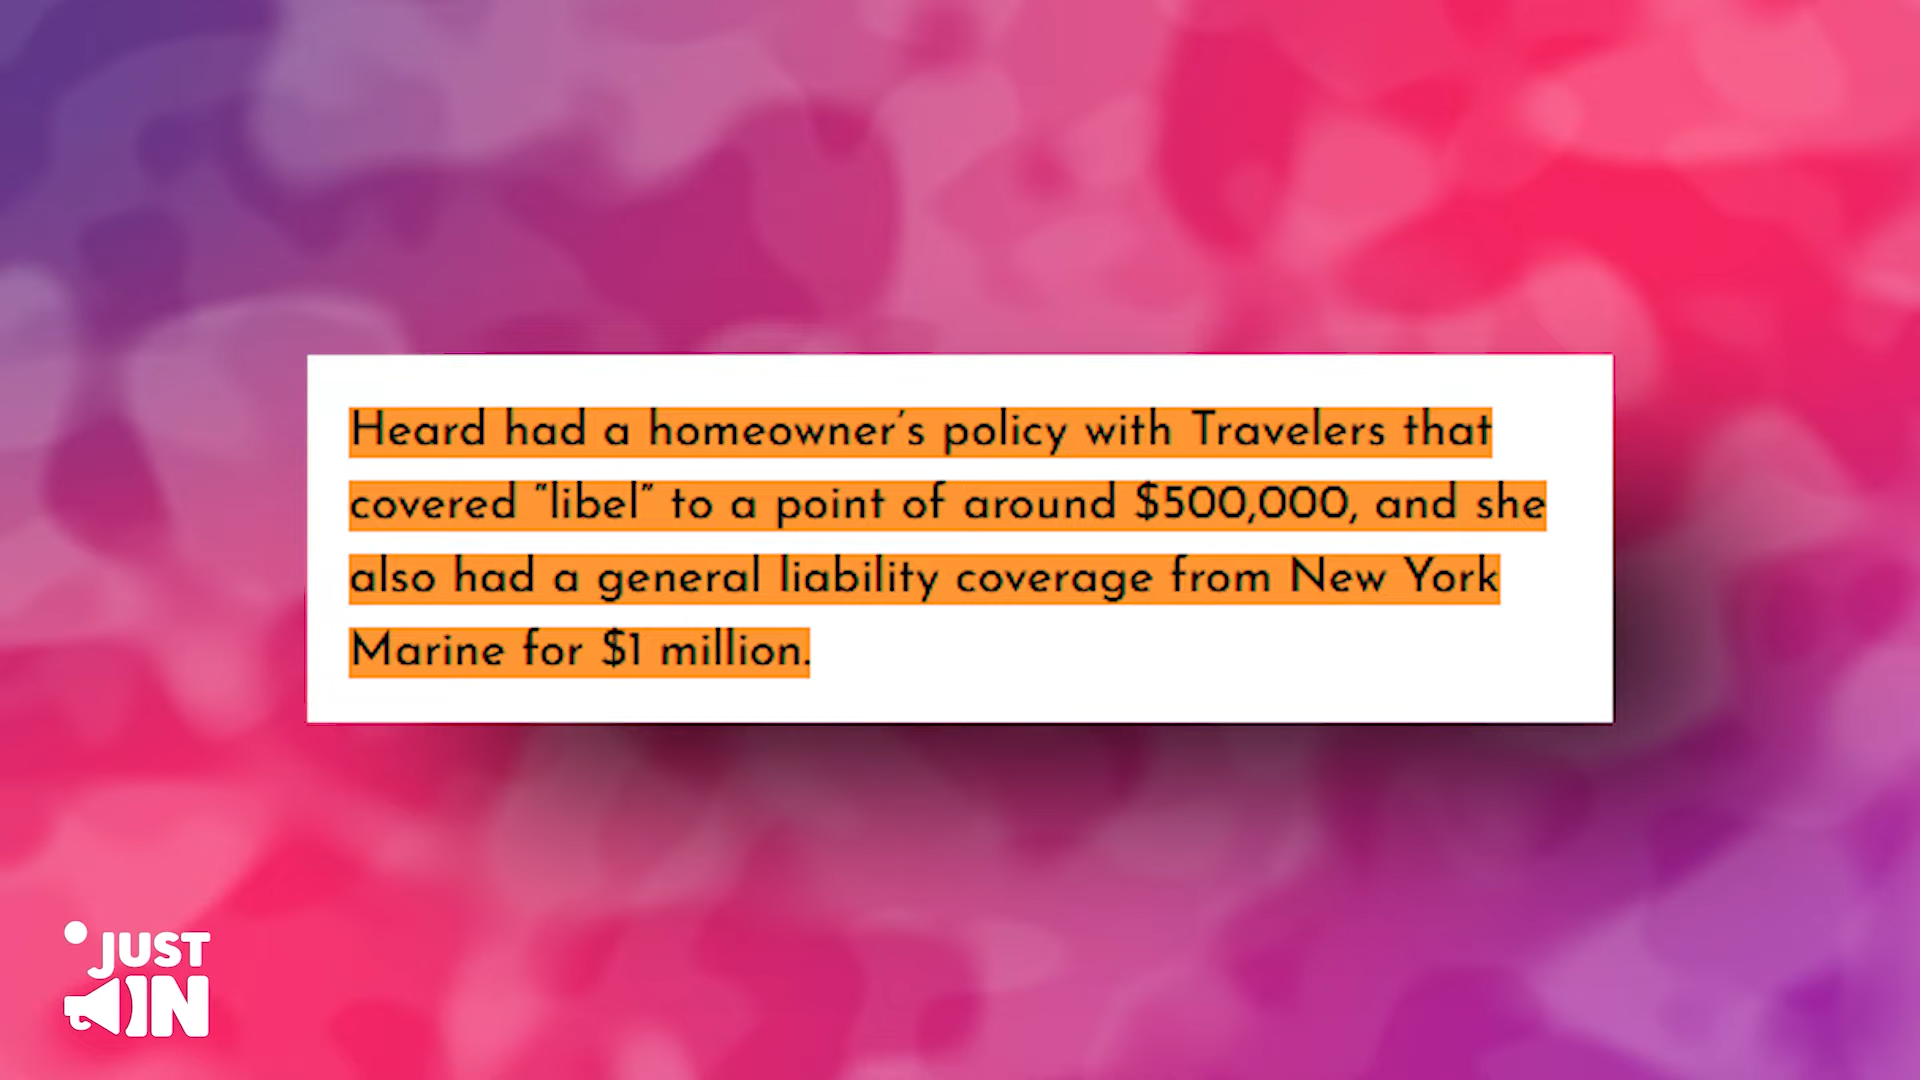 Heard had a homeowner’s policy with Travelers that
covered “libel” to a point of around $500,000, and she
also had a general liability coverage from New York
Marine for $1 million.
JUST
IN